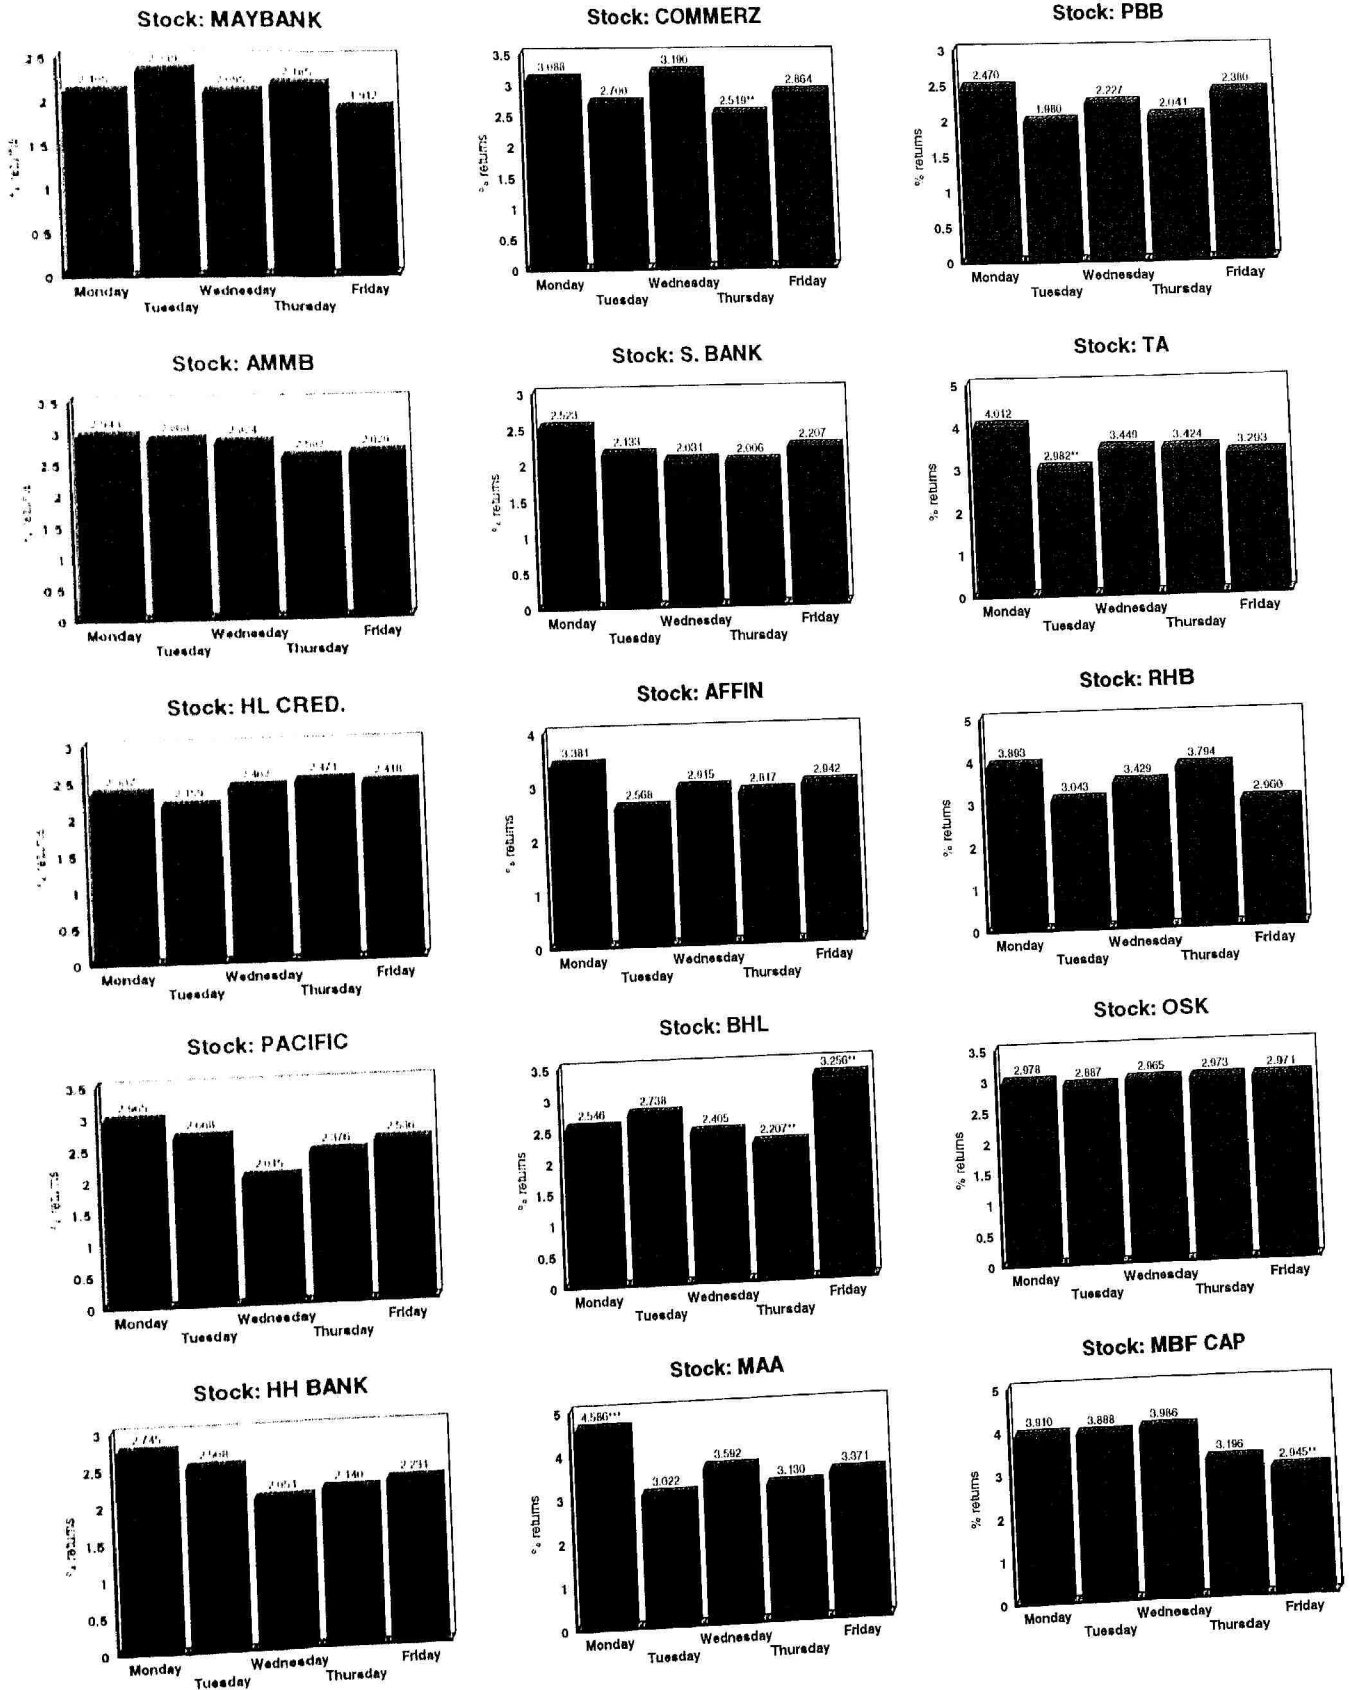 Stock: MAYBANK
2.5
2
1.5
1
0.5
0
1.912
Monday
Tuesday
Wednesday
Thursday
Friday
Stock: COMMERZ
% returns
3.5
3
2.5
2
1.5
1
0.5
0
3.088
2.700
3.190
2.519**
2.864
Monday
Tuesday
Wednesday
Thursday
Friday
Stock: PBB
% returns
3
2.5
2
1.5
1
0.5
0
2.470
1.980
2.227
2.041
2.380
Monday
Tuesday
Wednesday
Thursday
Friday
Stock: AMMB
3.5
3
2.5
2
1.5
1
0.5
0
Monday
Tuesday
Wednesday
Thursday
Friday
Stock: S. BANK
% returns
3
2.5
2
1.5
1
0.5
0
2.523
2.133
2.031
2.006
2.207
Monday
Tuesday
Wednesday
Thursday
Friday
Stock: TA
% returns
5
4
3
2
1
0
4.012
2.982**
3.449
3.424
3.293
Monday
Tuesday
Wednesday
Thursday
Friday
Stock: HL CRED.
3
2.5
2
1.5
1
0.5
0
2.418
Monday
Tuesday
Wednesday
Thursday
Friday
Stock: AFFIN
% returns
4
3
2
1
0
3.381
2.568
2.915
2.817
2.942
Monday
Tuesday
Wednesday
Thursday
Friday
Stock: RHB
% returns
5
4
3
2
1
0
3.893
3.043
3.429
3.794
2.960
Monday
Tuesday
Wednesday
Thursday
Friday
Stock: PACIFIC
% returns
3.5
3
2.5
2
1.5
1
0.5
0
2.965
2.668
2.376
Monday
Tuesday
Wednesday
Thursday
Friday
Stock: BHL
% returns
3.5
3
2.5
2
1.5
1
0.5
0
2.546
2.738
2.405
2.207**
3.256**
Monday
Tuesday
Wednesday
Thursday
Friday
Stock: OSK
% returns
3.5
3
2.5
2
1.5
1
0.5
0
2.978
2.887
2.965
2.973
2.971
Monday
Tuesday
Wednesday
Thursday
Friday
Stock: HH BANK
% returns
3
2.5
2
1.5
1
0.5
0
2.745
2.568
2.051
2.140
Monday
Tuesday
Wednesday
Thursday
Friday
Stock: MAA
% returns
5
4
3
2
1
0
4.586***
3.022
3.592
3.130
3.371
Monday
Tuesday
Wednesday
Thursday
Friday
Stock: MBF CAP
% returns
5
4
3
2
1
0
3.910
3.888
3.986
3.196
2.945**
Monday
Tuesday
Wednesday
Thursday
Friday